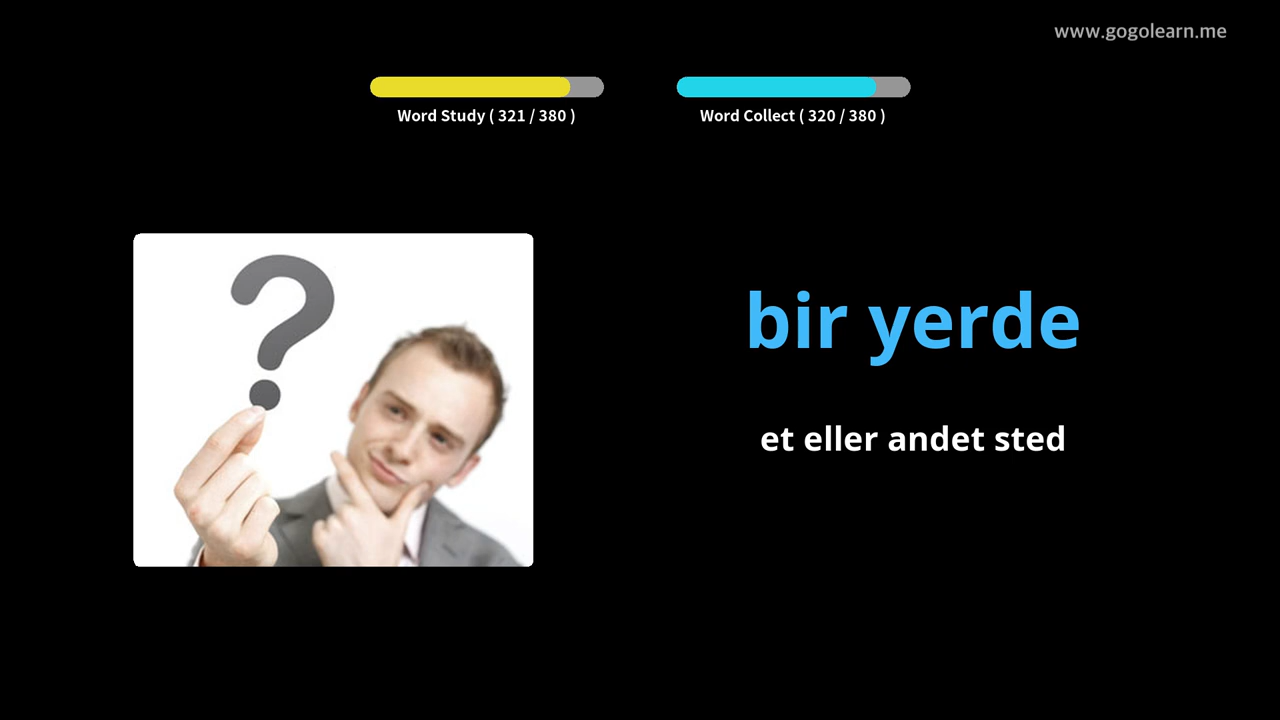 www.gogolearn.me
Word Study ( 321 / 380 )
Word Collect ( 320 / 380 )
bir yerde
et eller andet sted